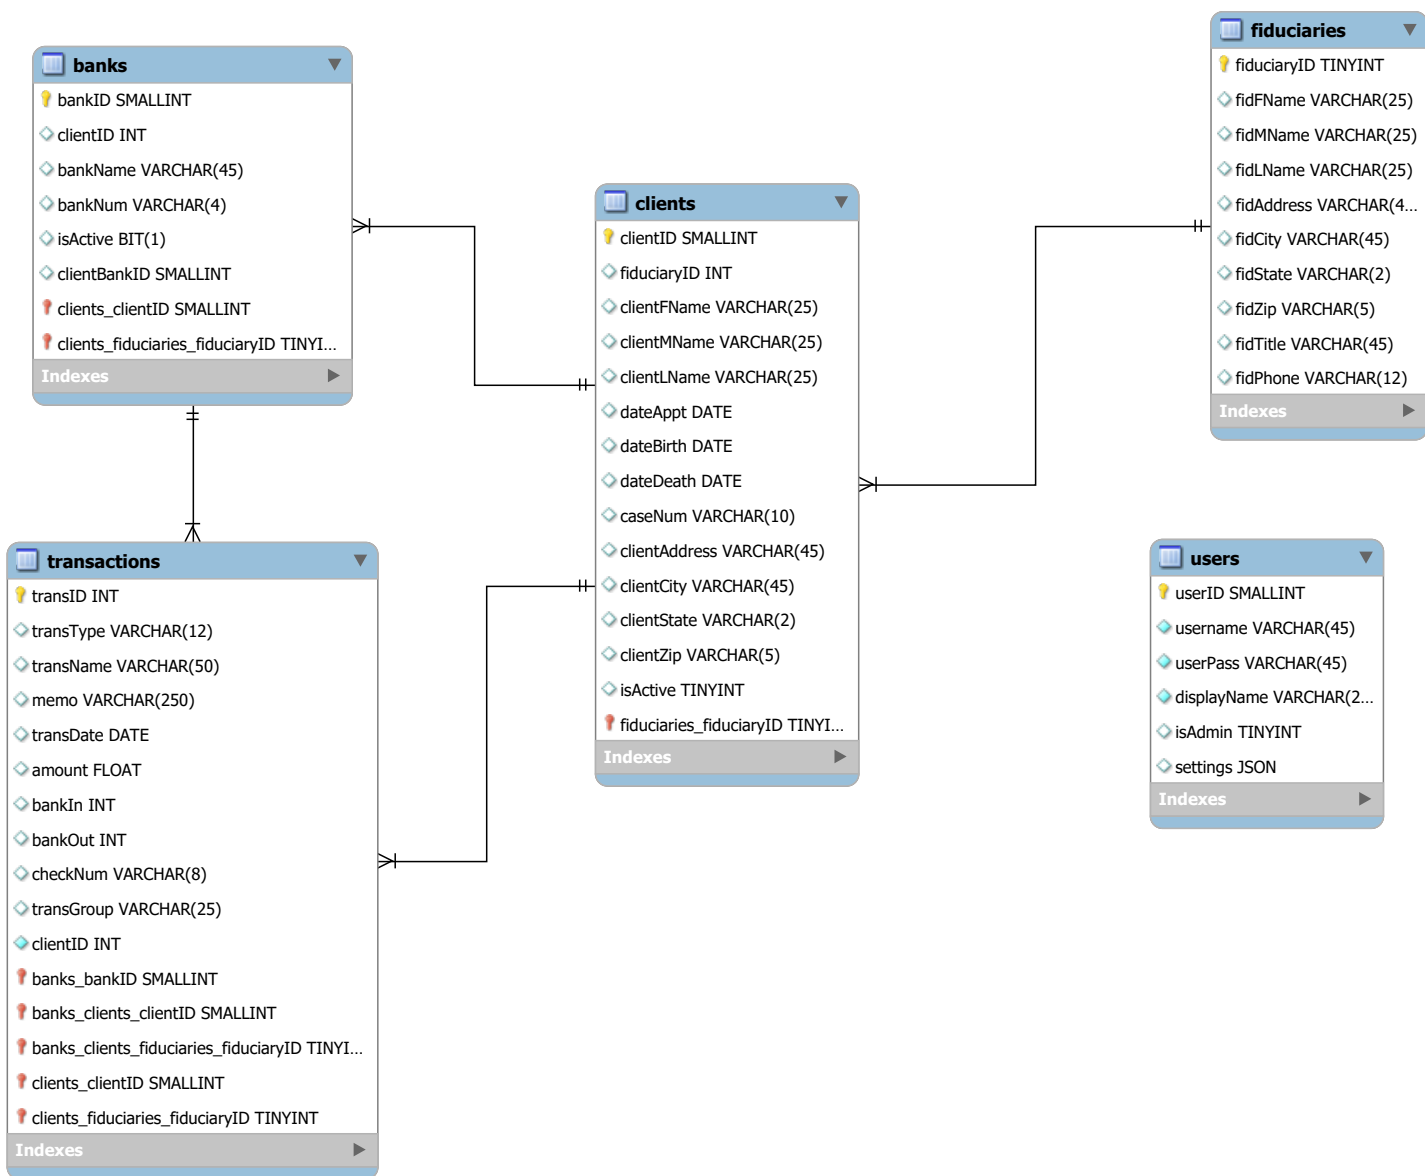 banks
bankID SMALLINT
clientID INT
bankName VARCHAR(45)
bankNum VARCHAR(4)
isActive BIT(1)
clientBankID SMALLINT
clients_clientID SMALLINT
clients_fiduciaries_fiduciaryID TINYI...
Indexes
transactions
transID INT
transType VARCHAR(12)
transName VARCHAR(50)
memo VARCHAR(250)
transDate DATE
amount FLOAT
bankIn INT
bankOut INT
checkNum VARCHAR(8)
transGroup VARCHAR(25)
clientID INT
banks_bankID SMALLINT
banks_clients_clientID SMALLINT
banks_clients_fiduciaries_fiduciaryID TINYI...
clients_clientID SMALLINT
clients_fiduciaries_fiduciaryID TINYINT
Indexes
clients
clientID SMALLINT
fiduciaryID INT
clientFName VARCHAR(25)
clientMName VARCHAR(25)
clientLName VARCHAR(25)
dateAppt DATE
dateBirth DATE
dateDeath DATE
caseNum VARCHAR(10)
clientAddress VARCHAR(45)
clientCity VARCHAR(45)
clientState VARCHAR(2)
clientZip VARCHAR(5)
isActive TINYINT
fiduciaries_fiduciaryID TINYI...
Indexes
fiduciaries
fiduciaryID TINYINT
fidFName VARCHAR(25)
fidMName VARCHAR(25)
fidLName VARCHAR(25)
fidAddress VARCHAR(4...
fidCity VARCHAR(45)
fidState VARCHAR(2)
fidZip VARCHAR(5)
fidTitle VARCHAR(45)
fidPhone VARCHAR(12)
Indexes
users
userID SMALLINT
username VARCHAR(45)
userPass VARCHAR(45)
displayName VARCHAR(2...
isAdmin TINYINT
settings JSON
Indexes